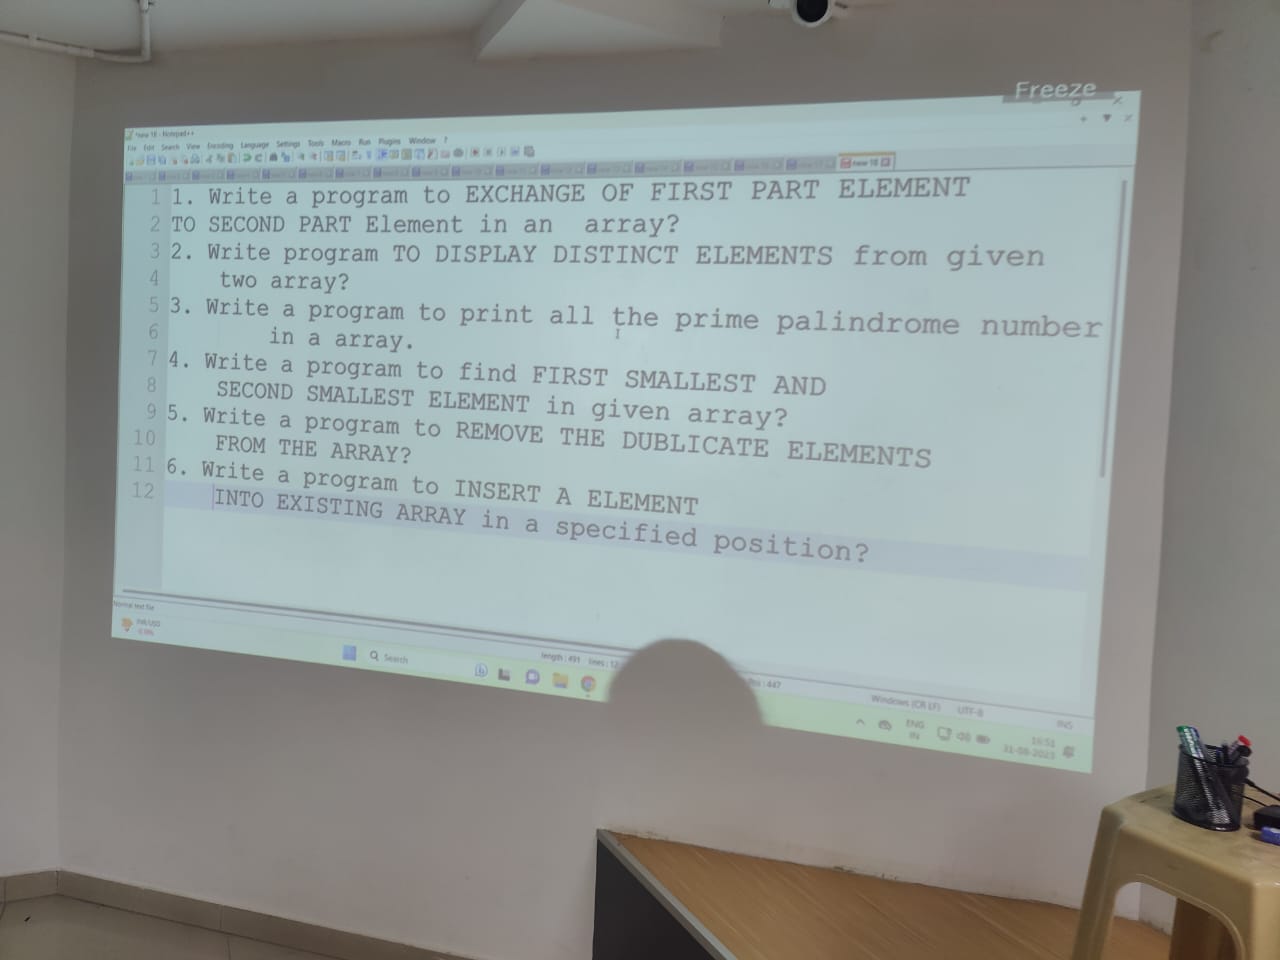 Freeze
*new 18 - Notepad++
File Edit Search View Encoding Language Settings Tools Macro Run Plugins Window ?
new 18
1 1. Write a program to EXCHANGE OF FIRST PART ELEMENT
2 TO SECOND PART Element in an array?
3 2. Write program TO DISPLAY DISTINCT ELEMENTS from given
4 two array?
5 3. Write a program to print all the prime palindrome number
6 in a array.
7 4. Write a program to find FIRST SMALLEST AND
8 SECOND SMALLEST ELEMENT in given array?
9 5. Write a program to REMOVE THE DUBLICATE ELEMENTS
10 FROM THE ARRAY?
11 6. Write a program to INSERT A ELEMENT
12 INTO EXISTING ARRAY in a specified position?
Normal text file
length : 491 lines : 12
Pos : 447
Windows (CR LF)
UTF-8
INS
INR/USD
Search
ENG
IN
16:51
31-08-2023